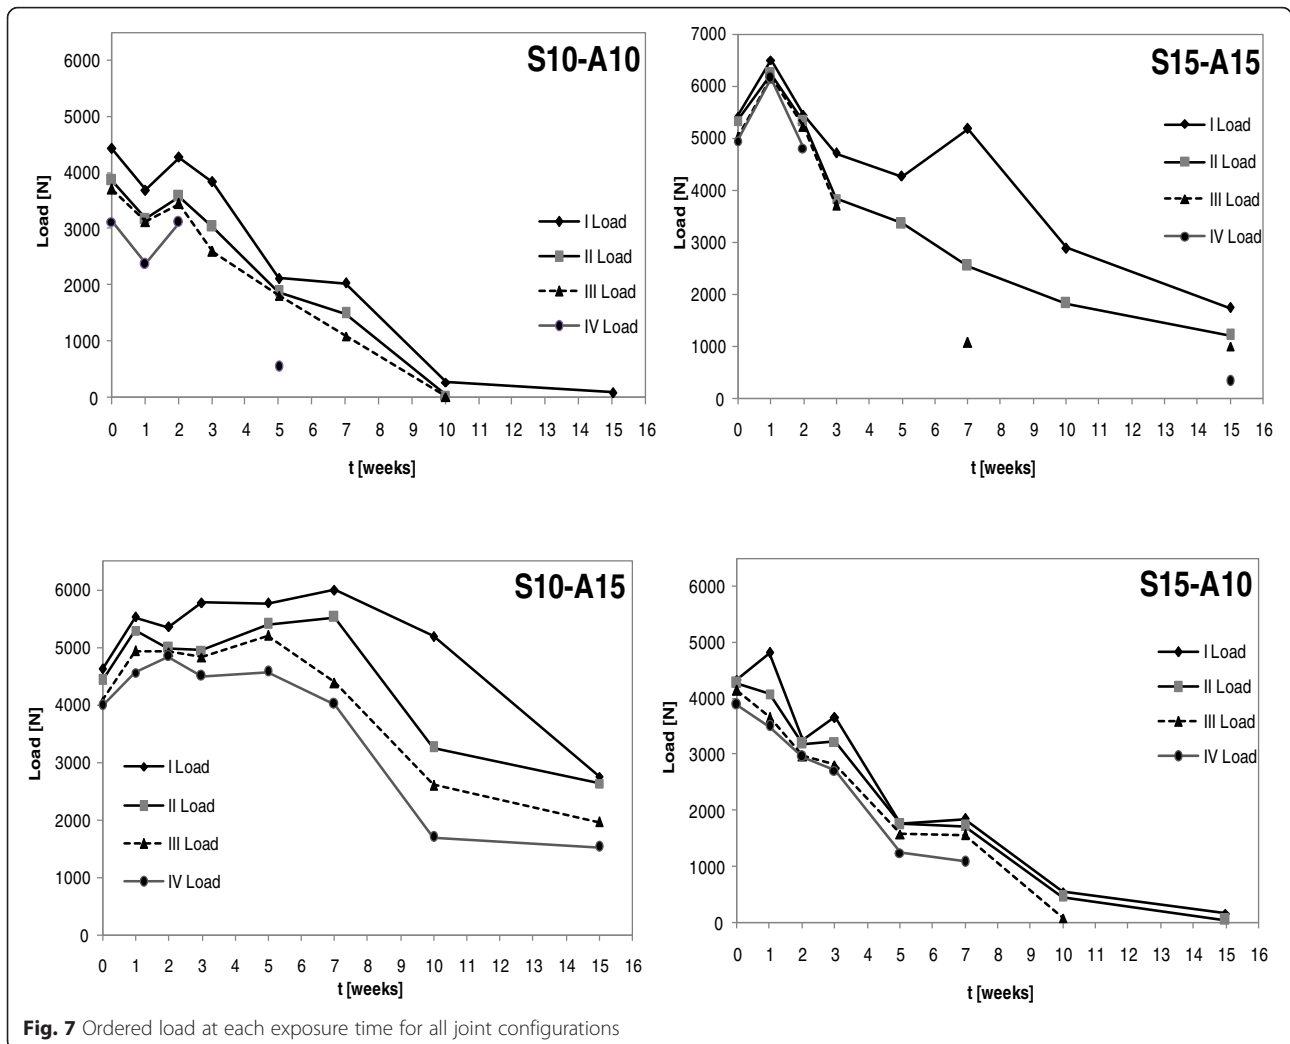 S10-A10
6000
5000
4000
3000
2000
1000
0
Load [N]
I Load
II Load
III Load
IV Load
0 1 2 3 4 5 6 7 8 9 10 11 12 13 14 15 16
t [weeks]
S15-A15
7000
6000
5000
4000
3000
2000
1000
0
Load [N]
I Load
II Load
III Load
IV Load
0 1 2 3 4 5 6 7 8 9 10 11 12 13 14 15 16
t [weeks]
S10-A15
6000
5000
4000
3000
2000
1000
0
Load [N]
I Load
II Load
III Load
IV Load
0 1 2 3 4 5 6 7 8 9 10 11 12 13 14 15 16
t [weeks]
S15-A10
6000
5000
4000
3000
2000
1000
0
Load [N]
I Load
II Load
III Load
IV Load
0 1 2 3 4 5 6 7 8 9 10 11 12 13 14 15 16
t [weeks]
Fig. 7 Ordered load at each exposure time for all joint configurations